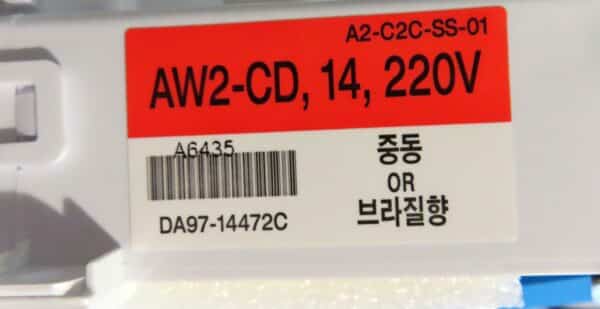 A2-C2C-SS-01
AW2-CD, 14, 220V
A6435
DA97-14472C
중동
OR
브라질향